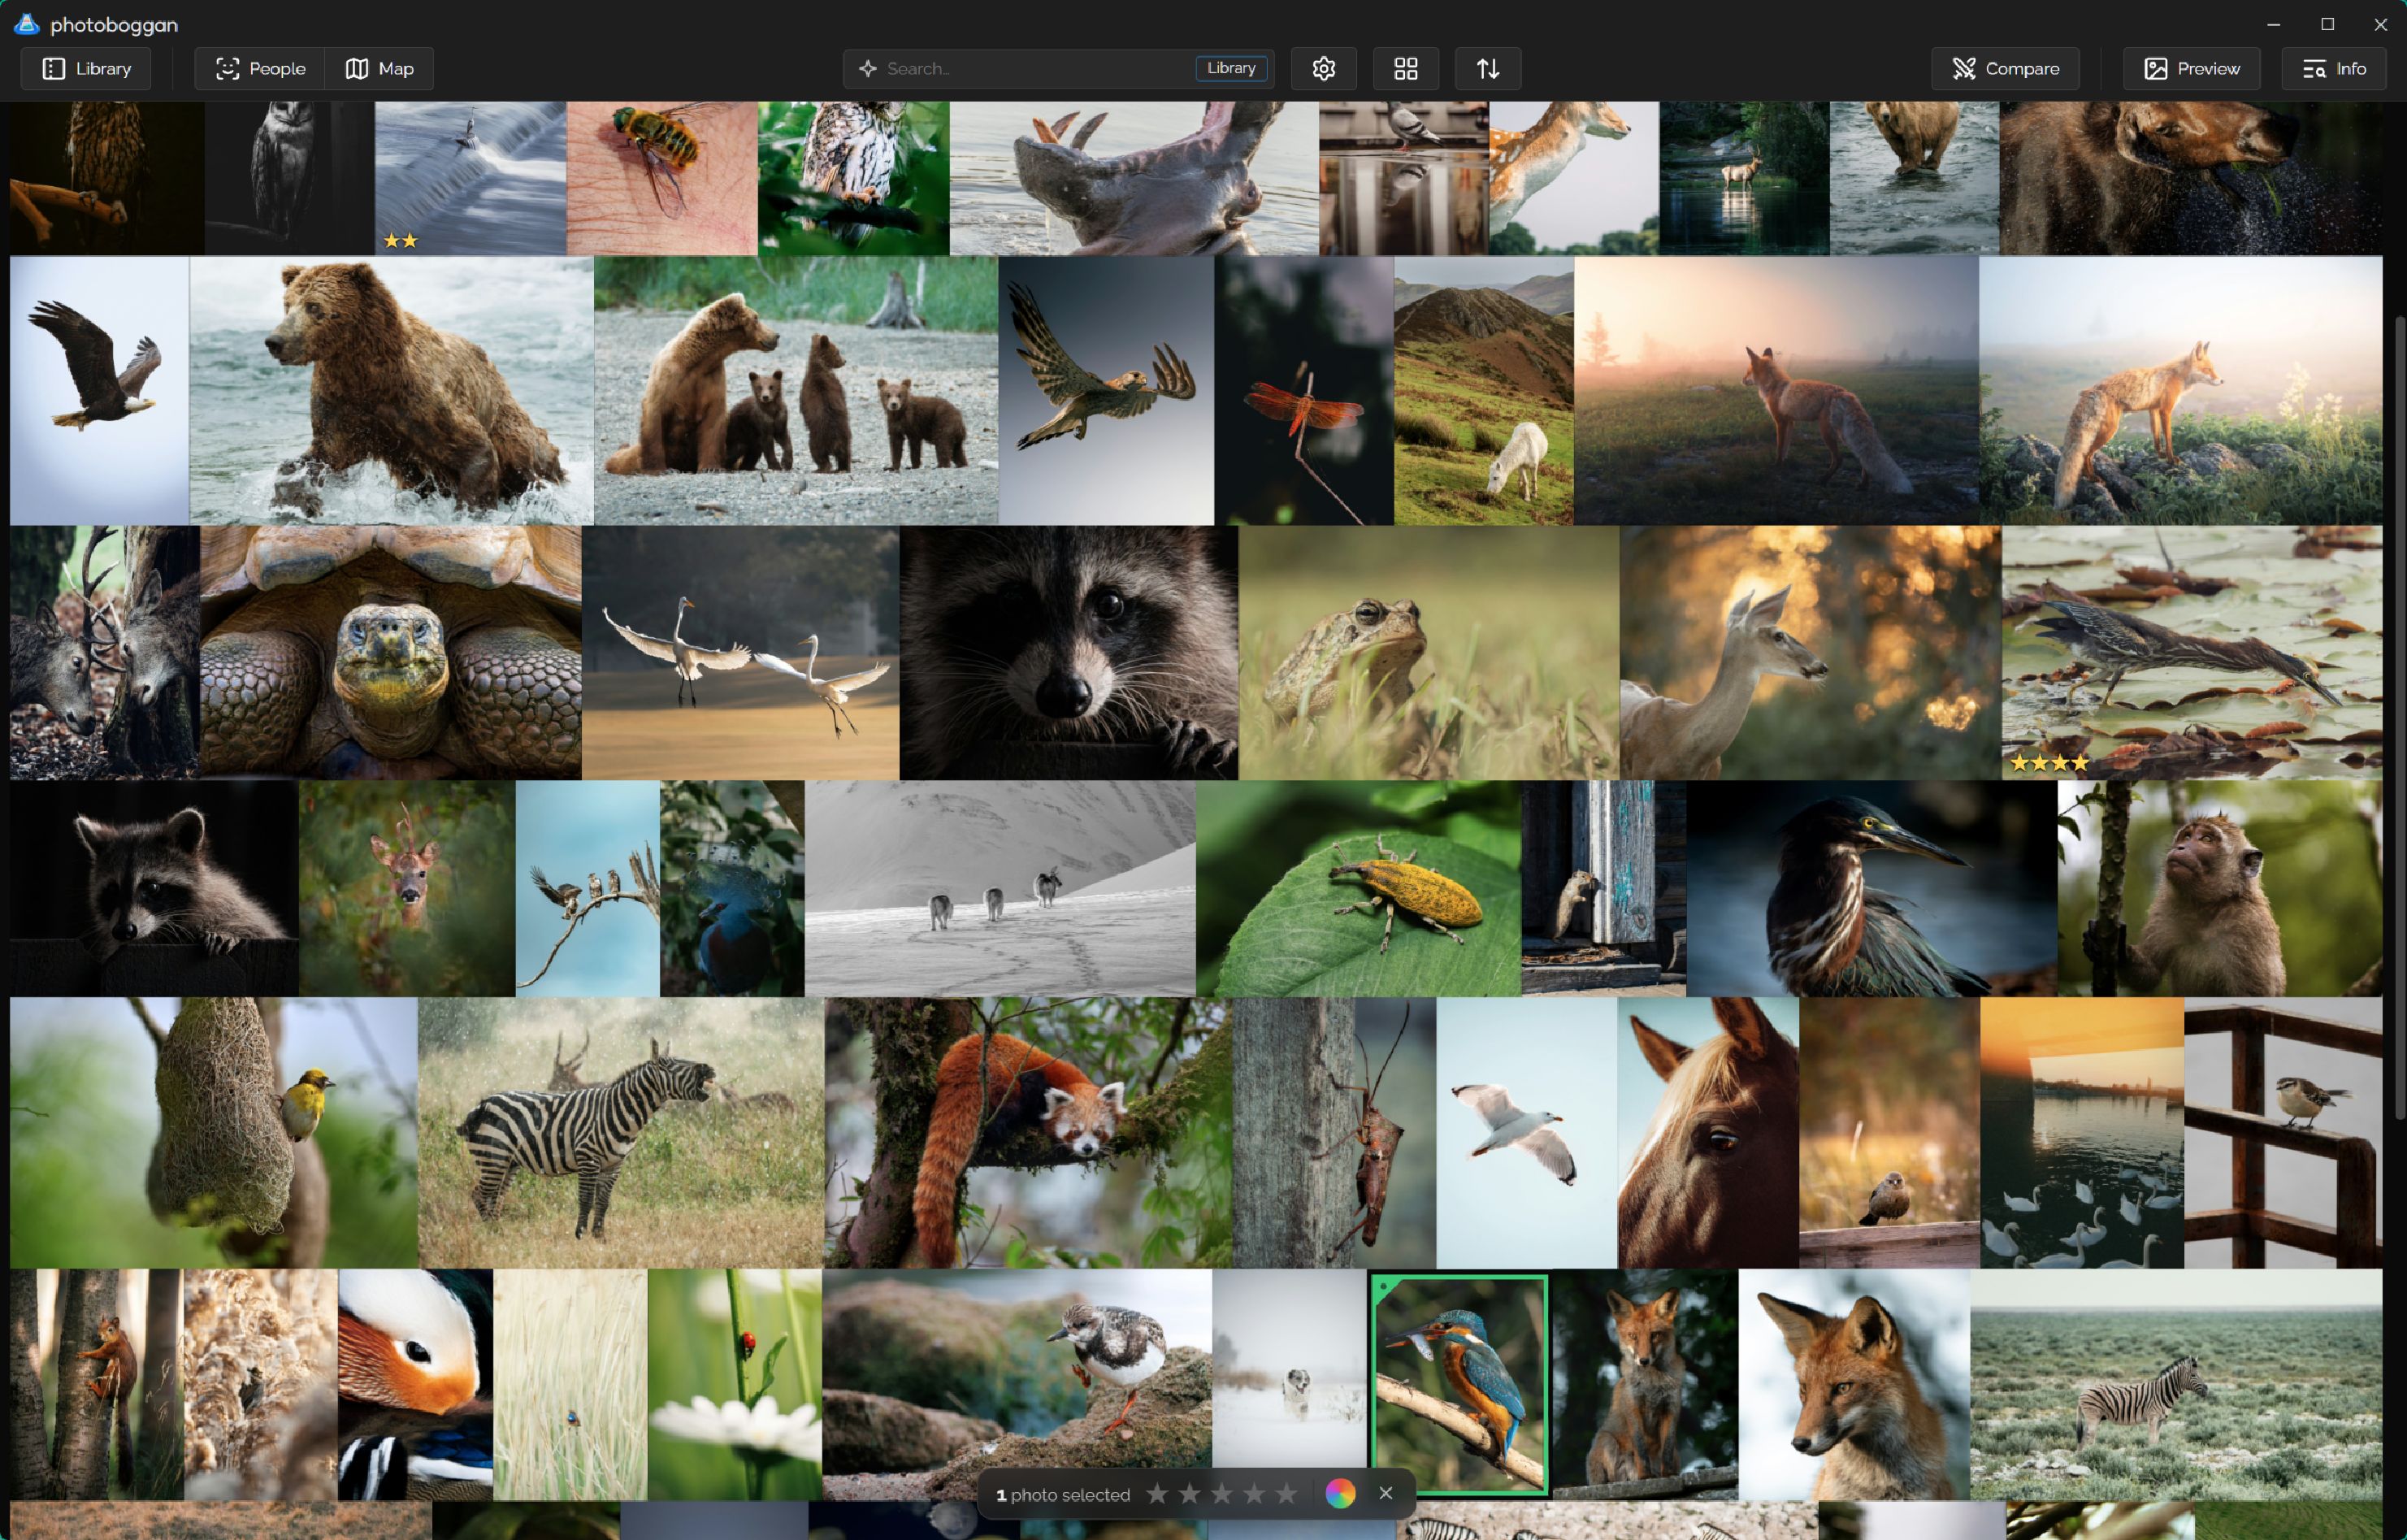 photoboggan
Library
People
Map
Search...
Library
Compare
Preview
Info
1 photo selected